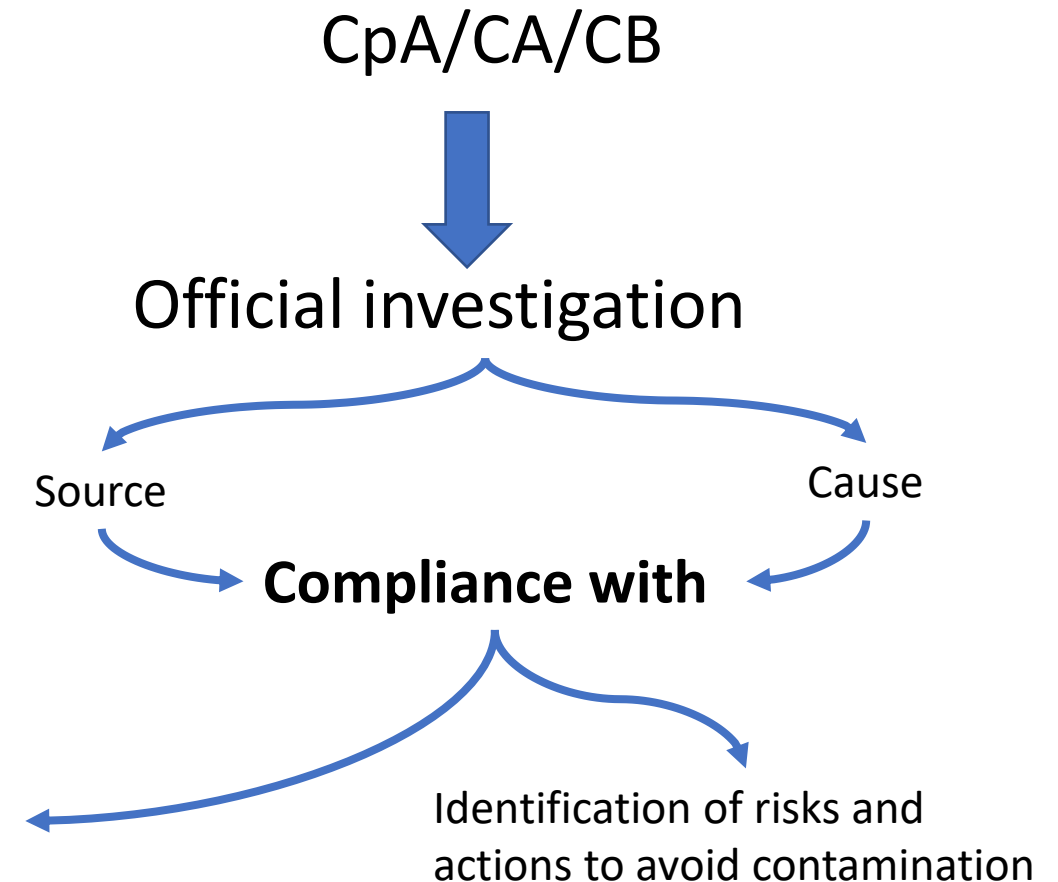 CpA/CA/CB
Official investigation
Source
Cause
Compliance with
Identification of risks and
actions to avoid contamination